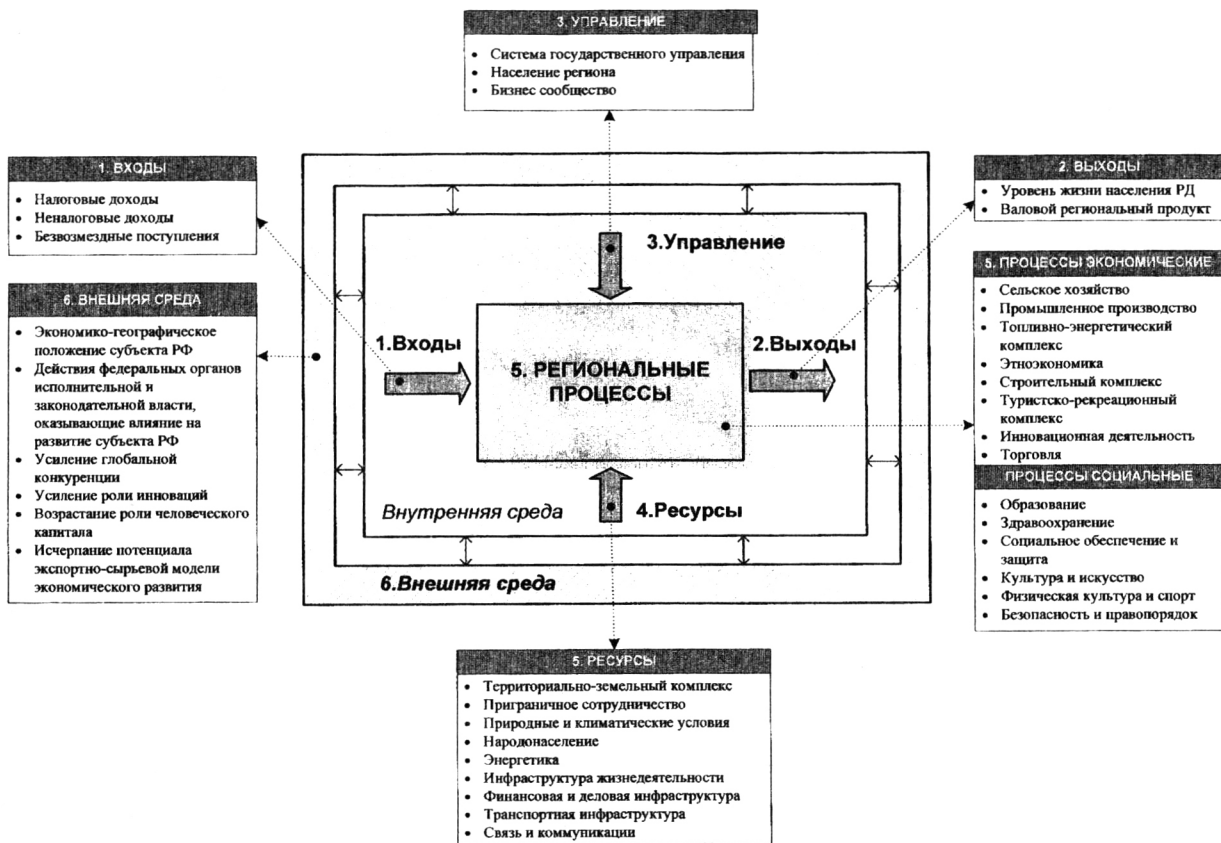 3. УПРАВЛЕНИЕ
• Система государственного управления
• Население региона
• Бизнес сообщество
1. ВХОДЫ
• Налоговые доходы
• Неналоговые доходы
• Безвозмездные поступления
6. ВНЕШНЯЯ СРЕДА
• Экономико-географическое
положение субъекта РФ
• Действия федеральных органов
исполнительной и
законодательной власти,
оказывающие влияние на
развитие субъекта РФ
• Усиление глобальной
конкуренции
• Усиление роли инноваций
• Возрастание роли человеческого
капитала
• Исчерпание потенциала
экспортно-сырьевой модели
экономического развития
3.Управление
1.Входы
5. РЕГИОНАЛЬНЫЕ
ПРОЦЕССЫ
2.Выходы
Внутренняя среда
4.Ресурсы
6.Внешняя среда
2. ВЫХОДЫ
• Уровень жизни населения РД
• Валовой региональный продукт
5. ПРОЦЕССЫ ЭКОНОМИЧЕСКИЕ
• Сельское хозяйство
• Промышленное производство
• Топливно-энергетический
комплекс
• Этноэкономика
• Строительный комплекс
• Туристско-рекреационный
комплекс
• Инновационная деятельность
• Торговля
ПРОЦЕССЫ СОЦИАЛЬНЫЕ
• Образование
• Здравоохранение
• Социальное обеспечение и
защита
• Культура и искусство
• Физическая культура и спорт
• Безопасность и правопорядок
5. РЕСУРСЫ
• Территориально-земельный комплекс
• Приграничное сотрудничество
• Природные и климатические условия
• Народонаселение
• Энергетика
• Инфраструктура жизнедеятельности
• Финансовая и деловая инфраструктура
• Транспортная инфраструктура
• Связь и коммуникации